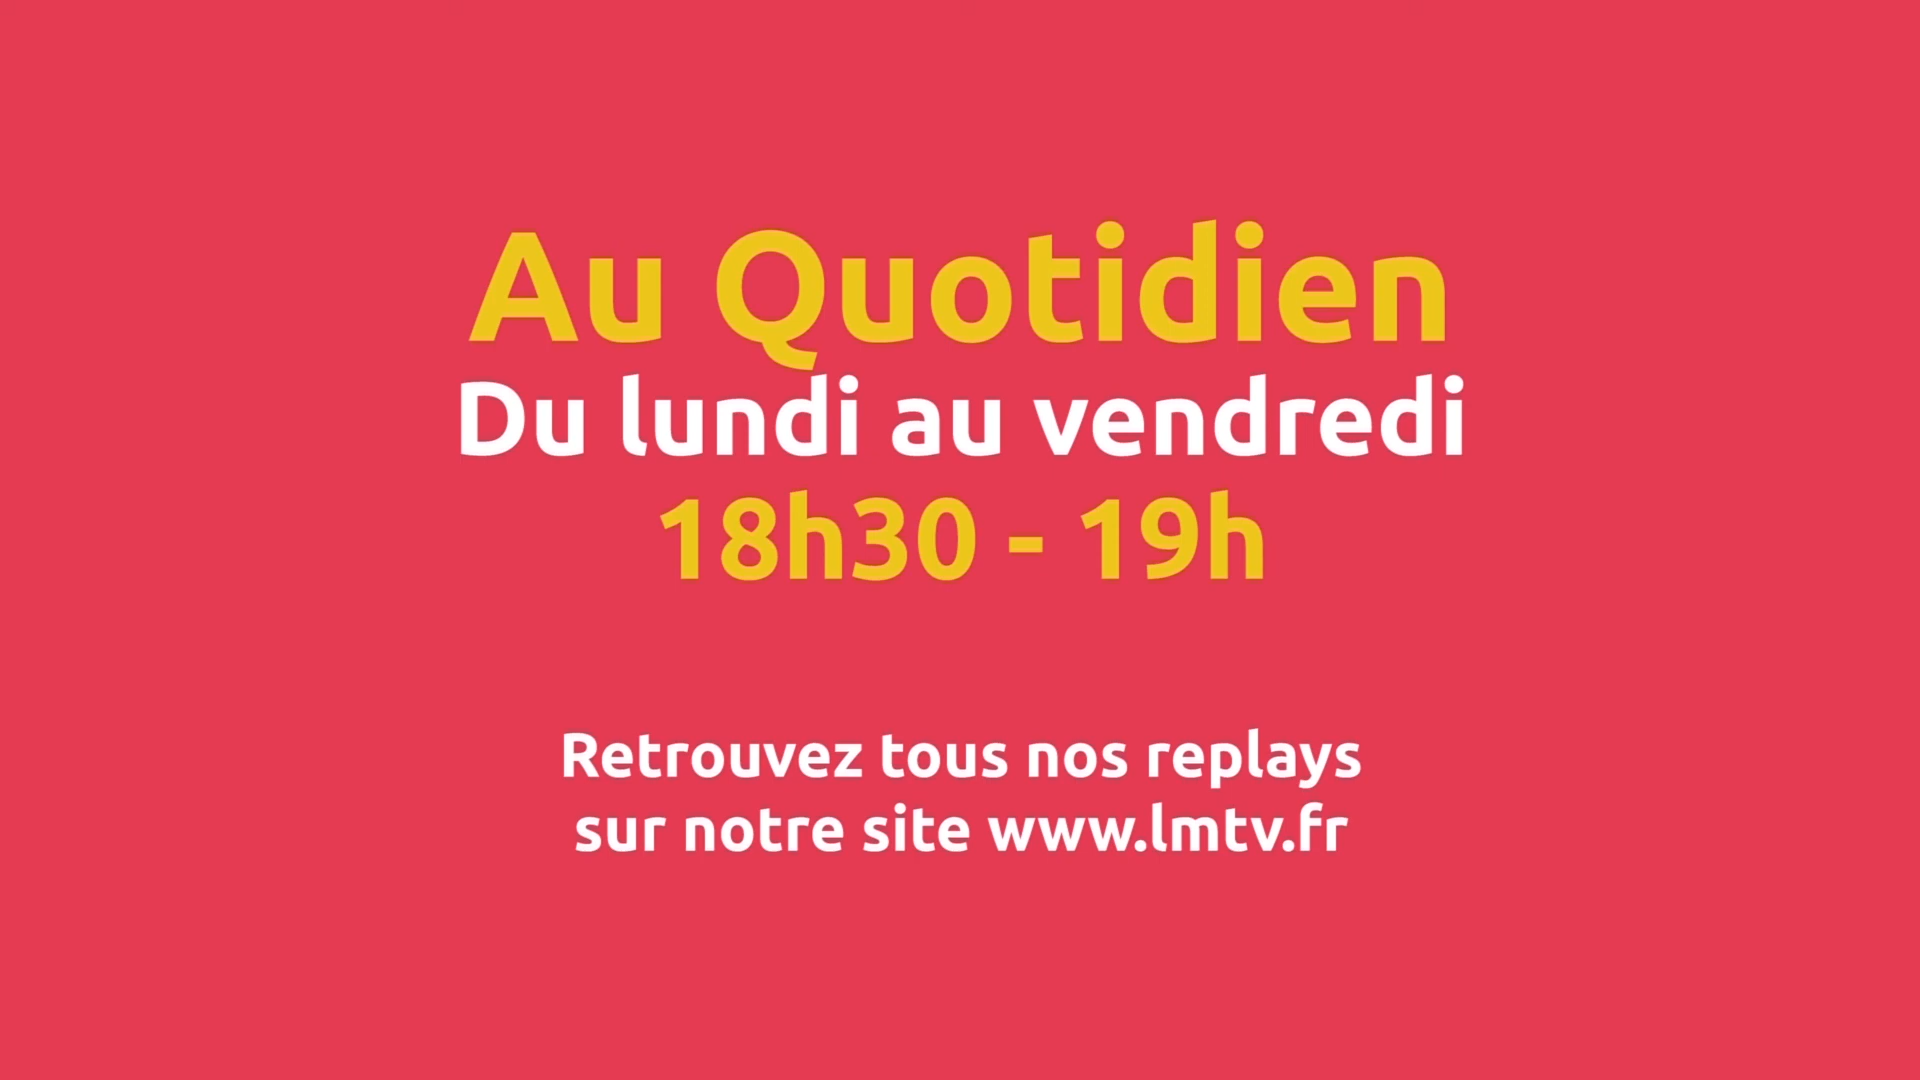 Au Quotidien
Du lundi au vendredi
18h30 - 19h
Retrouvez tous nos replays
sur notre site www.lmtv.fr